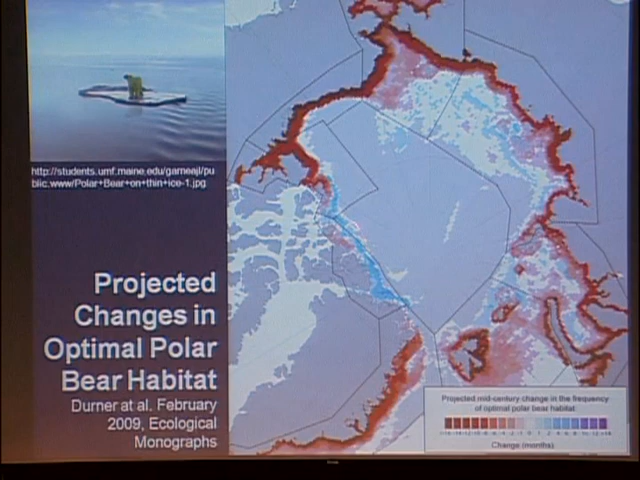 http://students.umf.maine.edu/garneajl/pu
blic.www/Polar+Bear+on+thin+ice-1.jpg
Projected
Changes in
Optimal Polar
Bear Habitat
Durner at al. February
2009, Ecological
Monographs
Projected mid-century change in the frequency
of optimal polar bear habitat:
Change (months)